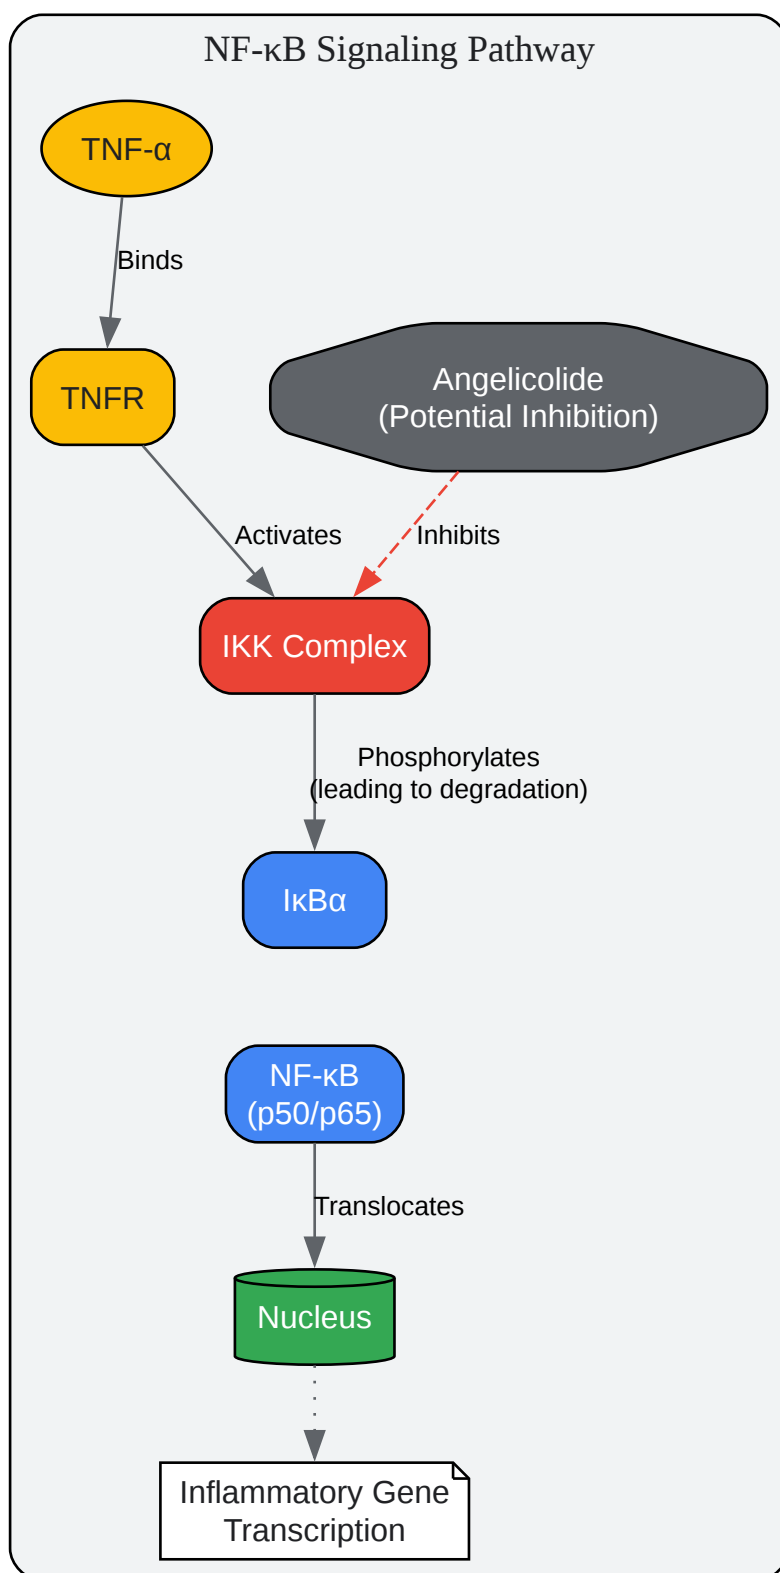 NF-κB Signaling Pathway
TNF-α
Binds
TNFR
Angelicolide
(Potential Inhibition)
Activates
Inhibits
IKK Complex
Phosphorylates
(leading to degradation)
IκBα
NF-κB
(p50/p65)
Translocates
Nucleus
Inflammatory Gene
Transcription